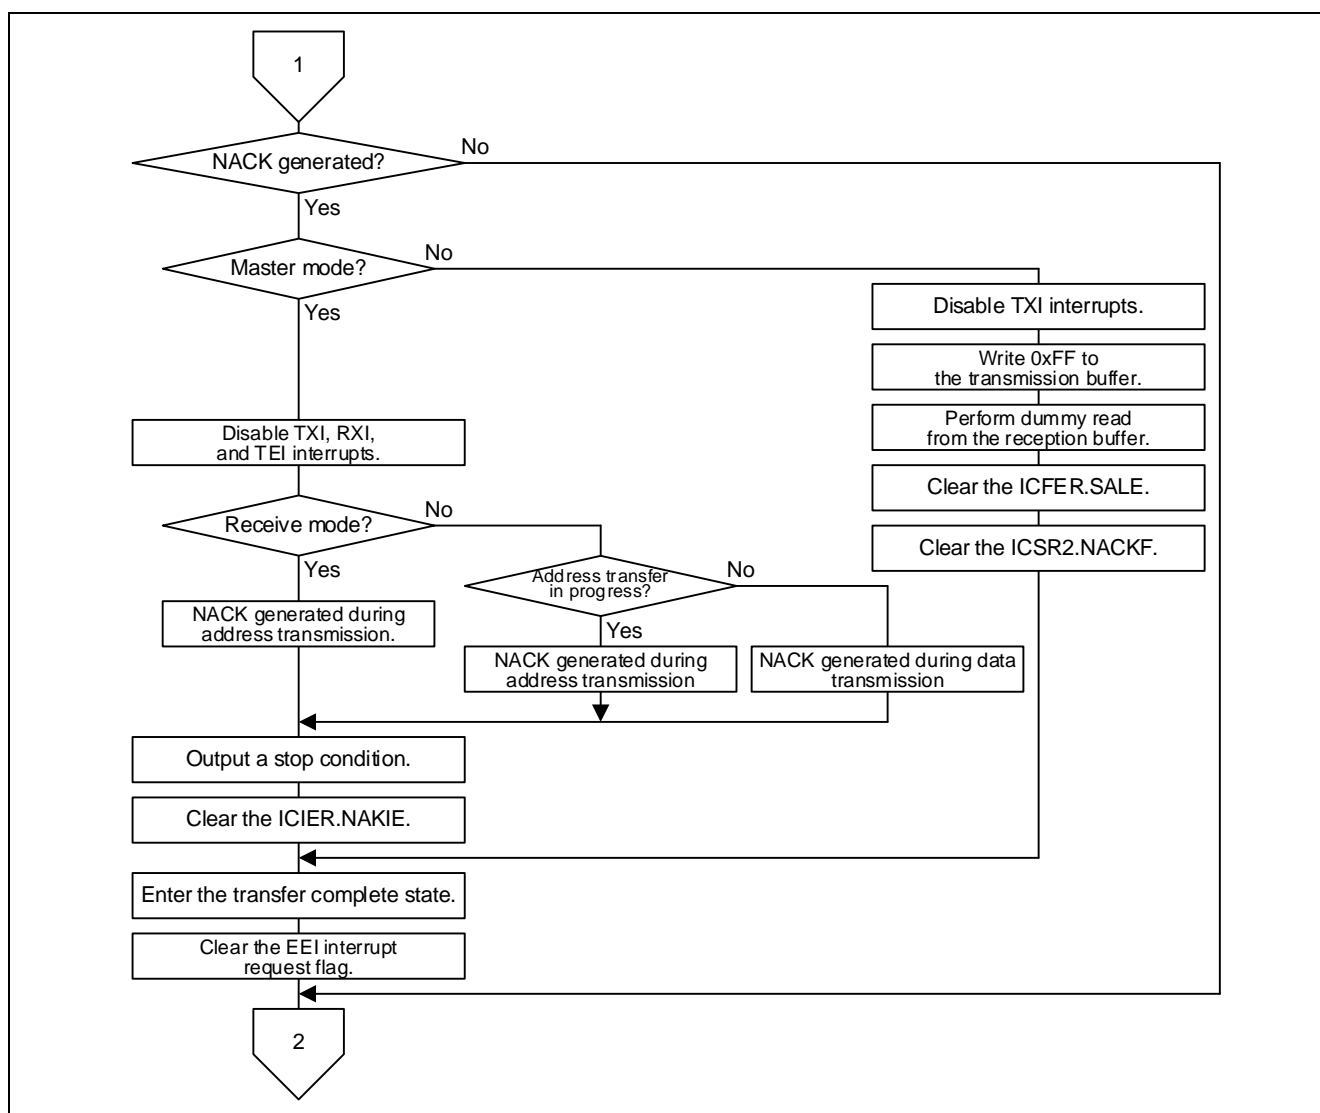 1
NACK generated?
No
Yes
Master mode?
No
Yes
Disable TXI interrupts.
Write 0xFF to
the transmission buffer.
Perform dummy read
from the reception buffer.
Clear the ICFER.SALE.
Clear the ICSR2.NACKF.
Disable TXI, RXI,
and TEI interrupts.
Receive mode?
No
Yes
Address transfer
in progress?
No
Yes
NACK generated during
address transmission.
NACK generated during
address transmission
NACK generated during data
transmission
Output a stop condition.
Clear the ICIER.NAKIE.
Enter the transfer complete state.
Clear the EEI interrupt
request flag.
2